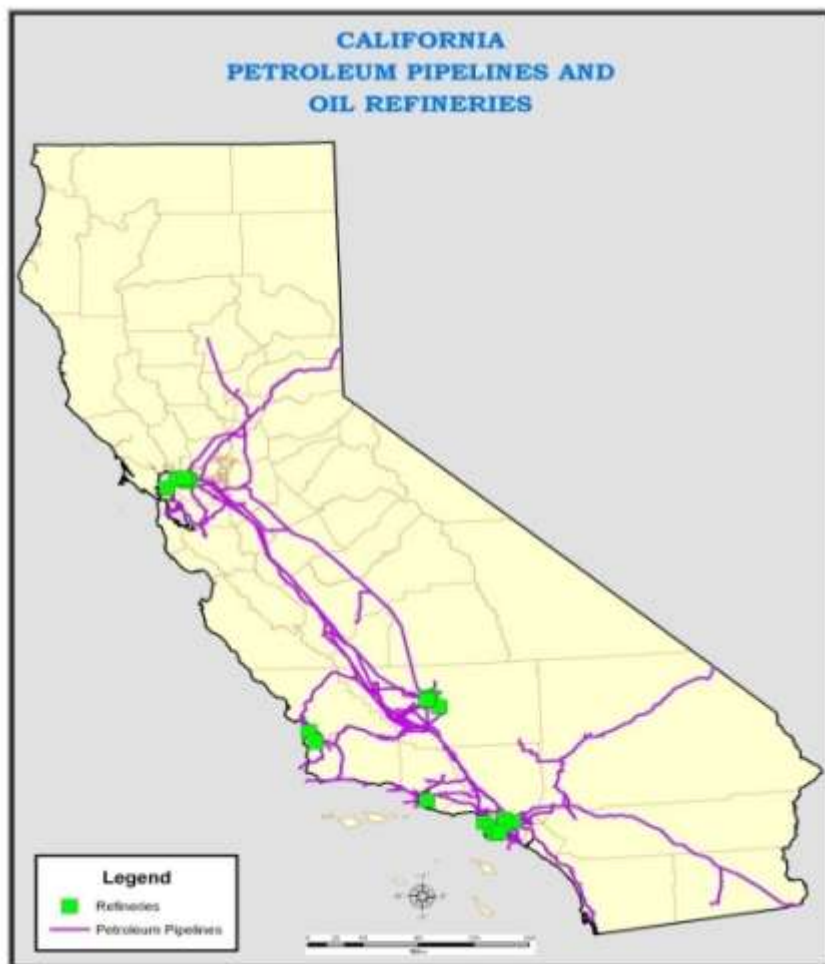 CALIFORNIA
PETROLEUM PIPELINES AND
OIL REFINERIES
Legend
Refineries
Petroleum Pipelines